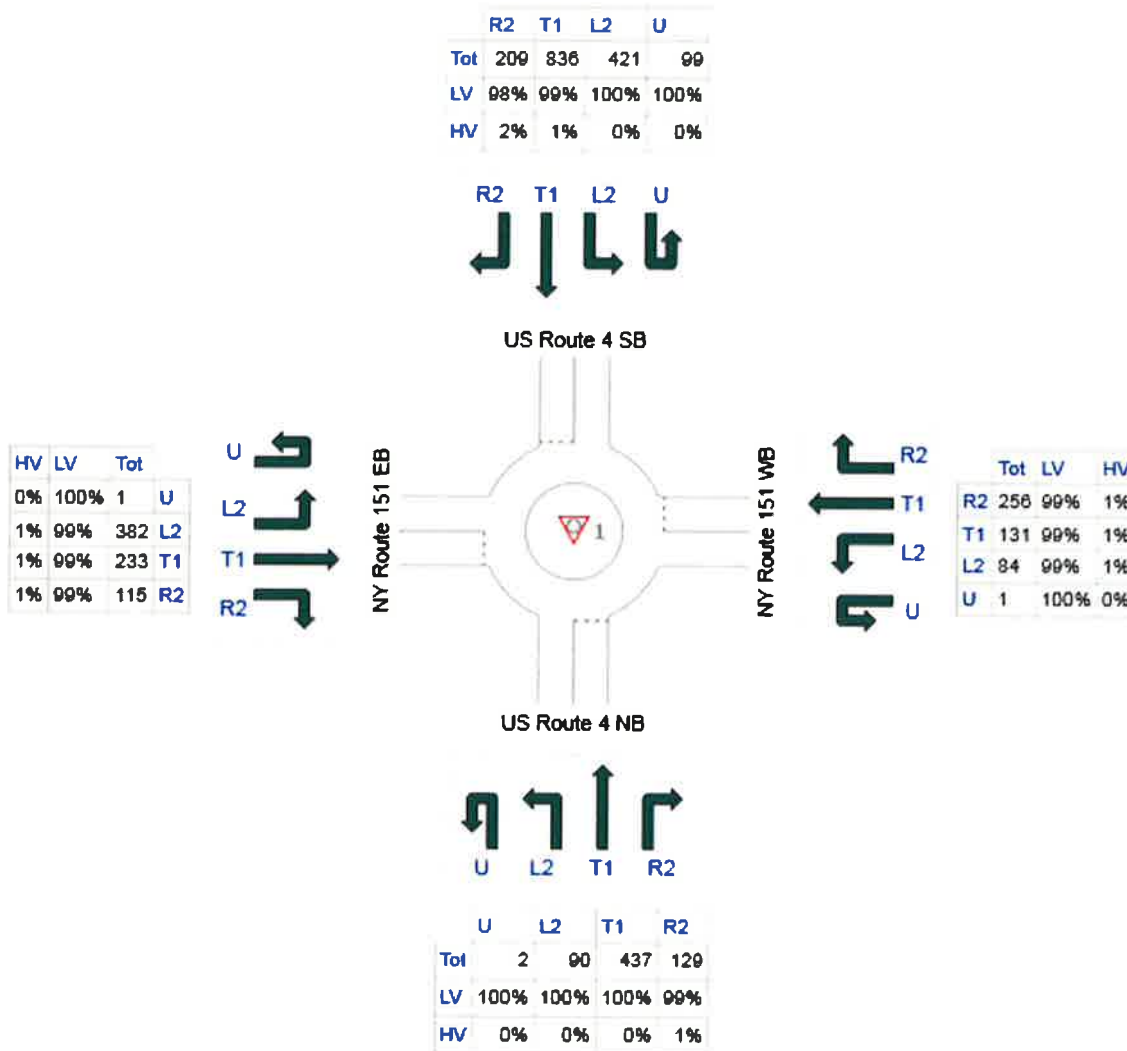 R2 T1 L2 U
Tot 209 836 421 99
LV 98% 99% 100% 100%
HV 2% 1% 0% 0%
R2 T1 L2 U
US Route 4 SB
HV LV Tot
0% 100% 1 U
1% 99% 382 L2
1% 99% 233 T1
1% 99% 115 R2
U
L2
T1
R2
NY Route 151 EB
1
NY Route 151 WB
R2
T1
L2
U
Tot LV HV
R2 256 99% 1%
T1 131 99% 1%
L2 84 99% 1%
U 1 100% 0%
US Route 4 NB
U L2 T1 R2
U L2 T1 R2
Tot 2 90 437 129
LV 100% 100% 100% 99%
HV 0% 0% 0% 1%